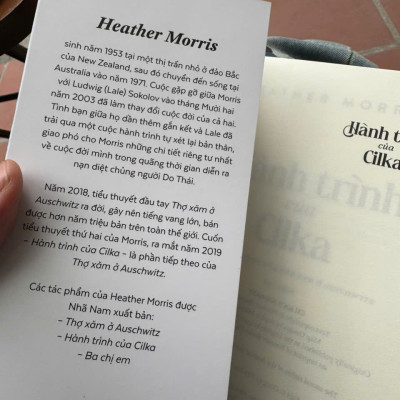 Heather Morris
sinh năm 1953 tại một thị trấn nhỏ ở đảo Bắc
của New Zealand, sau đó chuyển đến sống tại
Australia vào năm 1971. Cuộc gặp gỡ giữa Morris
với Ludwig (Lale) Sokolov vào tháng Mười hai
năm 2003 đã làm thay đổi cuộc đời của cả hai.
Tình bạn giữa họ dần thêm gắn kết và Lale đã
trải qua một cuộc hành trình tự xét lại bản thân,
giao phó cho Morris những chi tiết riêng tư nhất
về cuộc đời mình trong quãng thời gian diễn ra
nạn diệt chủng người Do Thái.
Năm 2018, tiểu thuyết đầu tay Thợ xăm ở
Auschwitz ra đời, gây nên tiếng vang lớn, bán
được hơn năm triệu bản trên toàn thế giới. Cuốn
tiểu thuyết thứ hai của Morris, ra mắt năm 2019
– Hành trình của Cilka – là phần tiếp theo của
Thợ xăm ở Auschwitz.
Các tác phẩm của Heather Morris được
Nhã Nam xuất bản:
– Thợ xăm ở Auschwitz
– Hành trình của Cilka
– Ba chị em
Hành trình
của
Cilka